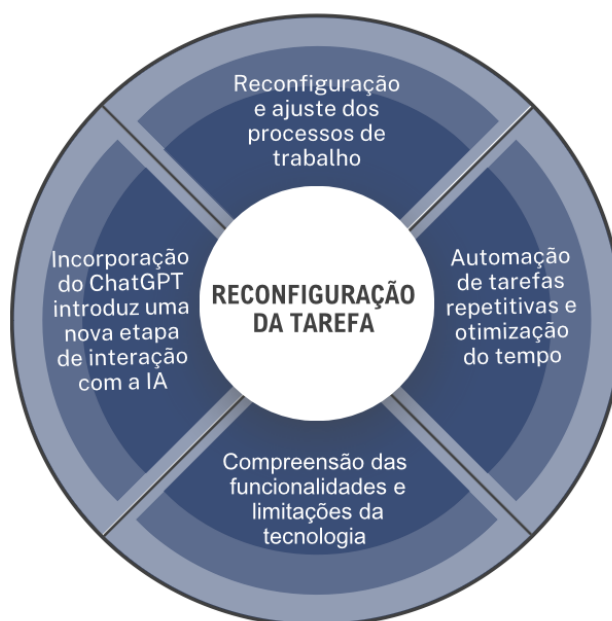 Reconfiguração
e ajuste dos
processos de
trabalho
Incorporação
do ChatGPT
introduz uma
nova etapa
de interação
com a IA
RECONFIGURAÇÃO
DA TAREFA
Automação
de tarefas
repetitivas e
otimização
do tempo
Compreensão das
funcionalidades e
limitações da
tecnologia